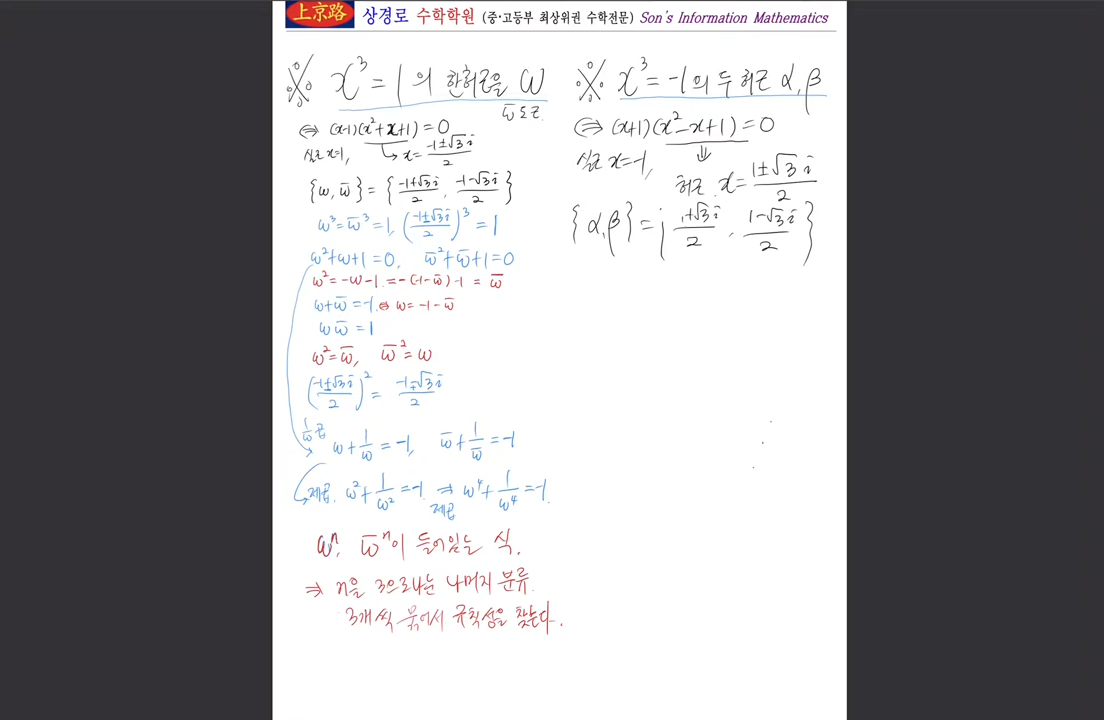 上京路 상경로 수학학원 (중·고등부 최상위권 수학전문) Son's Information Mathematics
※ x³ = 1의 한허근을 ω
ω̄도근.
⇔ (x-1)(x²+x+1) = 0
실근 x=1, ↳ x = (-1±√3i)/2
{ω, ω̄} = {(-1+√3i)/2, (-1-√3i)/2}
ω³ = ω̄³ = 1, ((-1±√3i)/2)³ = 1
ω²+ω+1=0, ω̄²+ω̄+1=0
ω² = -ω-1. = -(-1-ω̄)-1 = ω̄
ω+ω̄ = -1. ⇔ ω = -1-ω̄
ωω̄ = 1
ω² = ω̄, ω̄² = ω
((-1±√3i)/2)² = (-1∓√3i)/2
1/ω곱
ω + 1/ω = -1, ω̄ + 1/ω̄ = -1
제곱. ω² + 1/ω² = -1. ⇒ 제곱 ω⁴ + 1/ω⁴ = -1.
ωⁿ, ω̄ⁿ이 들어있는 식.
⇒ n을 3으로나눈 나머지 분류.
3개씩 묶어서 규칙성을 찾는다.
※ x³ = -1의 두 허근 α, β
⇔ (x+1)(x²-x+1) = 0
실근 x=-1, ⇓
허근 x = (1±√3i)/2
{α, β} = { (1+√3i)/2, (1-√3i)/2 }